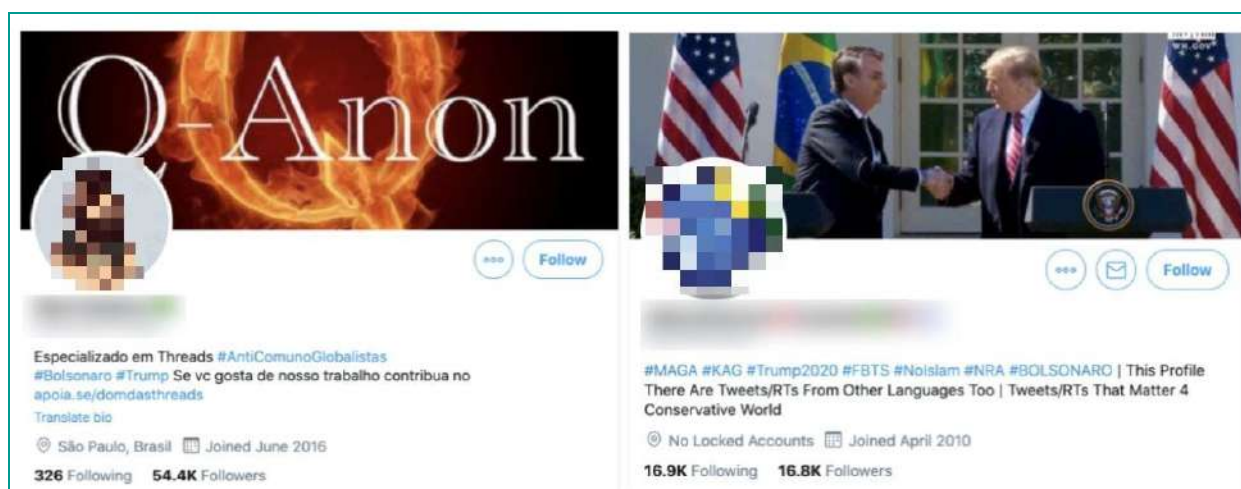 Q-Anon
Follow
Especializado em Threads #AntiComunoGlobalistas
#Bolsonaro #Trump Se vc gosta de nosso trabalho contribua no
apoia.se/domdasthreads
Translate bio
São Paulo, Brasil Joined June 2016
326 Following 54.4K Followers
WH.GOV
Follow
#MAGA #KAG #Trump2020 #FBTS #NoIslam #NRA #BOLSONARO | This Profile
There Are Tweets/RTs From Other Languages Too | Tweets/RTs That Matter 4
Conservative World
No Locked Accounts Joined April 2010
16.9K Following 16.8K Followers